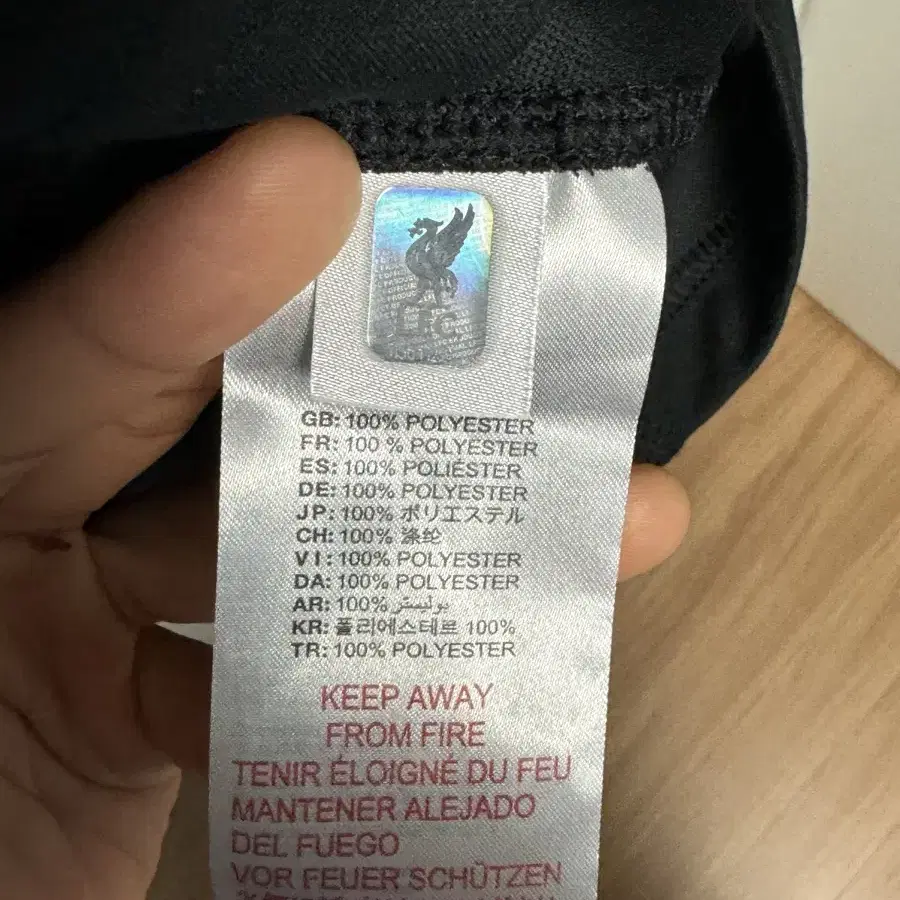 LFC
GB: 100% POLYESTER
FR: 100 % POLYESTER
ES: 100% POLIÉSTER
DE: 100% POLYESTER
JP: 100% ポリエステル
CH: 100% 涤纶
VI: 100% POLYESTER
DA: 100% POLYESTER
AR: 100% بوليستر
KR: 폴리에스테르 100%
TR: 100% POLYESTER
KEEP AWAY
FROM FIRE
TENIR ÉLOIGNÉ DU FEU
MANTENER ALEJADO
DEL FUEGO
VOR FEUER SCHÜTZEN